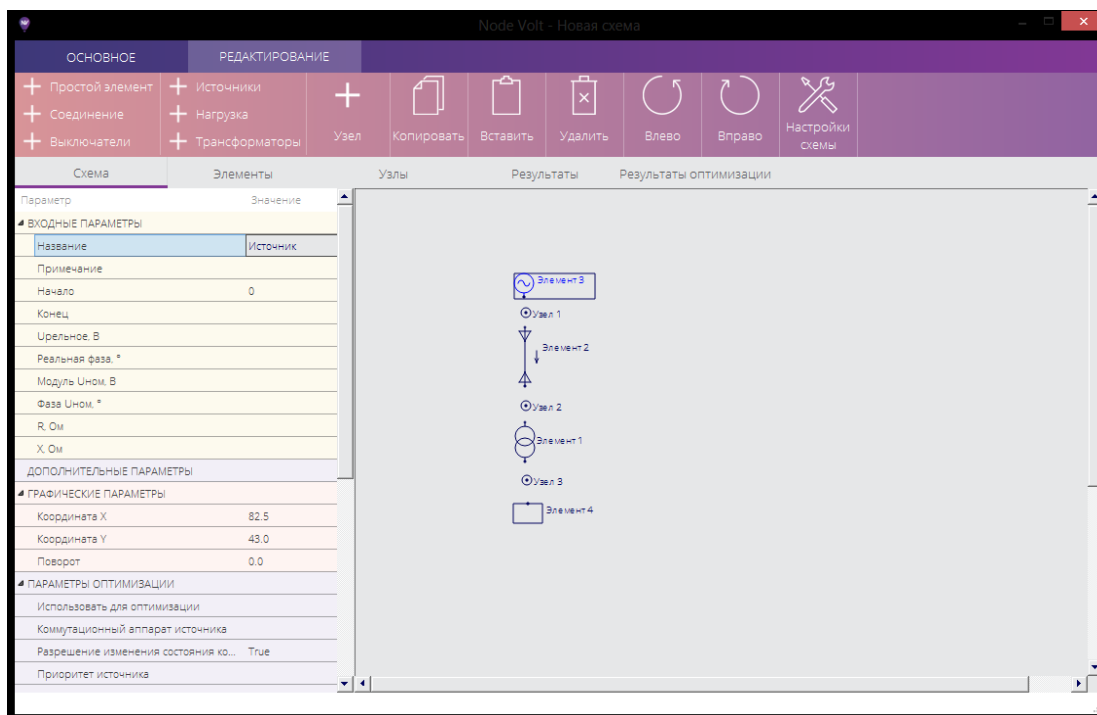 Node Volt - Новая схема
ОСНОВНОЕ
РЕДАКТИРОВАНИЕ
Простой элемент
Источники
Соединение
Нагрузка
Выключатели
Трансформаторы
Узел
Копировать
Вставить
Удалить
Влево
Вправо
Настройки
схемы
Схема
Элементы
Узлы
Результаты
Результаты оптимизации
Параметр Значение
ВХОДНЫЕ ПАРАМЕТРЫ
Название Источник
Примечание
Начало 0
Конец
Uрельное, В
Реальная фаза, °
Модуль Uном, В
Фаза Uном, °
R, Ом
X, Ом
ДОПОЛНИТЕЛЬНЫЕ ПАРАМЕТРЫ
ГРАФИЧЕСКИЕ ПАРАМЕТРЫ
Координата X 82.5
Координата Y 43.0
Поворот 0.0
ПАРАМЕТРЫ ОПТИМИЗАЦИИ
Использовать для оптимизации
Коммутационный аппарат источника
Разрешение изменения состояния ко... True
Приоритет источника
Элемент 3
Узел 1
Элемент 2
Узел 2
Элемент 1
Узел 3
Элемент 4